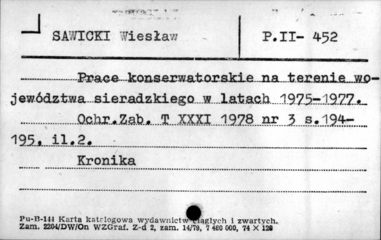 SAWICKI Wiesław
P.II- 452
Prace konserwatorskie na terenie wo-
jewództwa sieradzkiego w latach 1975-1977.
Ochr.Zab. T XXXI 1978 nr 3 s.194-
195, il.2.
Kronika
Pu-B-144 Karta katalogowa wydawnictw ciągłych i zwartych.
Zam. 2204/DW/On WZGraf. Z-d 2, zam. 14/79, 7 460 000, 74 X 120